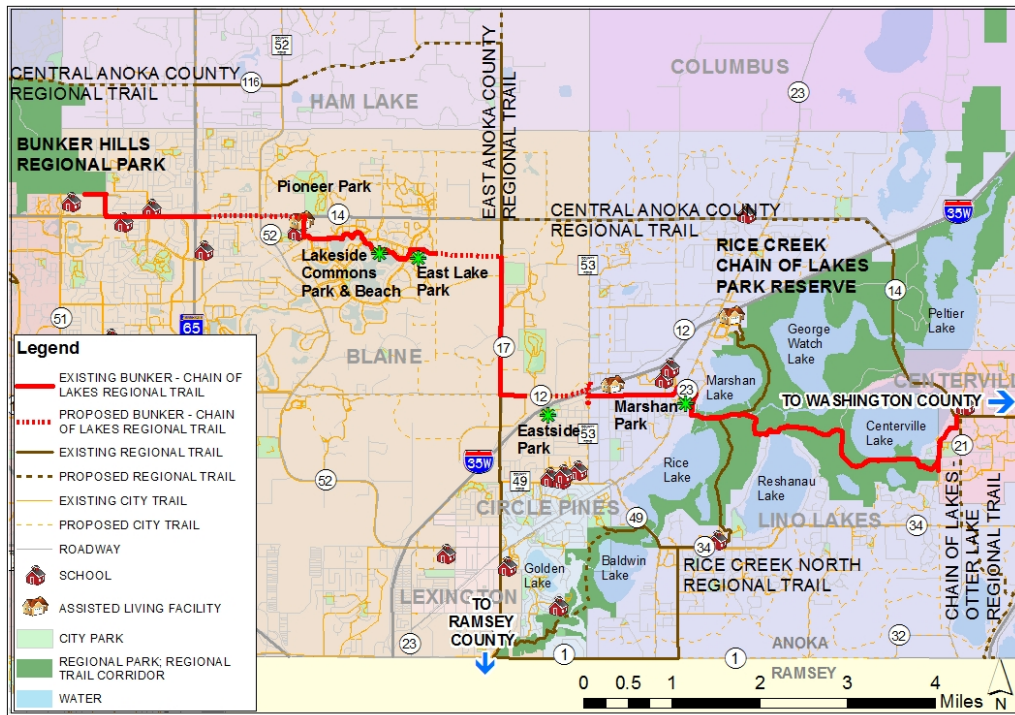 COUNTY
ROAD
52
CENTRAL ANOKA COUNTY
REGIONAL TRAIL
116
HAM LAKE
EAST ANOKA COUNTY
REGIONAL TRAIL
COLUMBUS
23
BUNKER HILLS
REGIONAL PARK
Pioneer Park
14
52
CENTRAL ANOKA COUNTY
REGIONAL TRAIL
35W
Lakeside
Commons
Park & Beach
East Lake
Park
53
RICE CREEK
CHAIN OF LAKES
PARK RESERVE
14
Peltier
Lake
George
Watch
Lake
51
65
17
12
BLAINE
23
Marshan
Lake
CENTERVILLE
TO WASHINGTON COUNTY
12
Marshan
Park
Eastside
Park
53
Centerville
Lake
21
35W
49
52
CIRCLE PINES
Rice
Lake
Reshanau
Lake
LINO LAKES
49
34
34
RICE CREEK NORTH
REGIONAL TRAIL
Golden
Lake
Baldwin
Lake
LEXINGTON
TO
RAMSEY
COUNTY
CHAIN OF LAKES
OTTER LAKE
REGIONAL TRAIL
23
1
1
32
ANOKA
RAMSEY
Legend
EXISTING BUNKER - CHAIN OF
LAKES REGIONAL TRAIL
PROPOSED BUNKER - CHAIN
OF LAKES REGIONAL TRAIL
EXISTING REGIONAL TRAIL
PROPOSED REGIONAL TRAIL
EXISTING CITY TRAIL
PROPOSED CITY TRAIL
ROADWAY
SCHOOL
ASSISTED LIVING FACILITY
CITY PARK
REGIONAL PARK; REGIONAL
TRAIL CORRIDOR
WATER
0 0.5 1 2 3 4
Miles
N